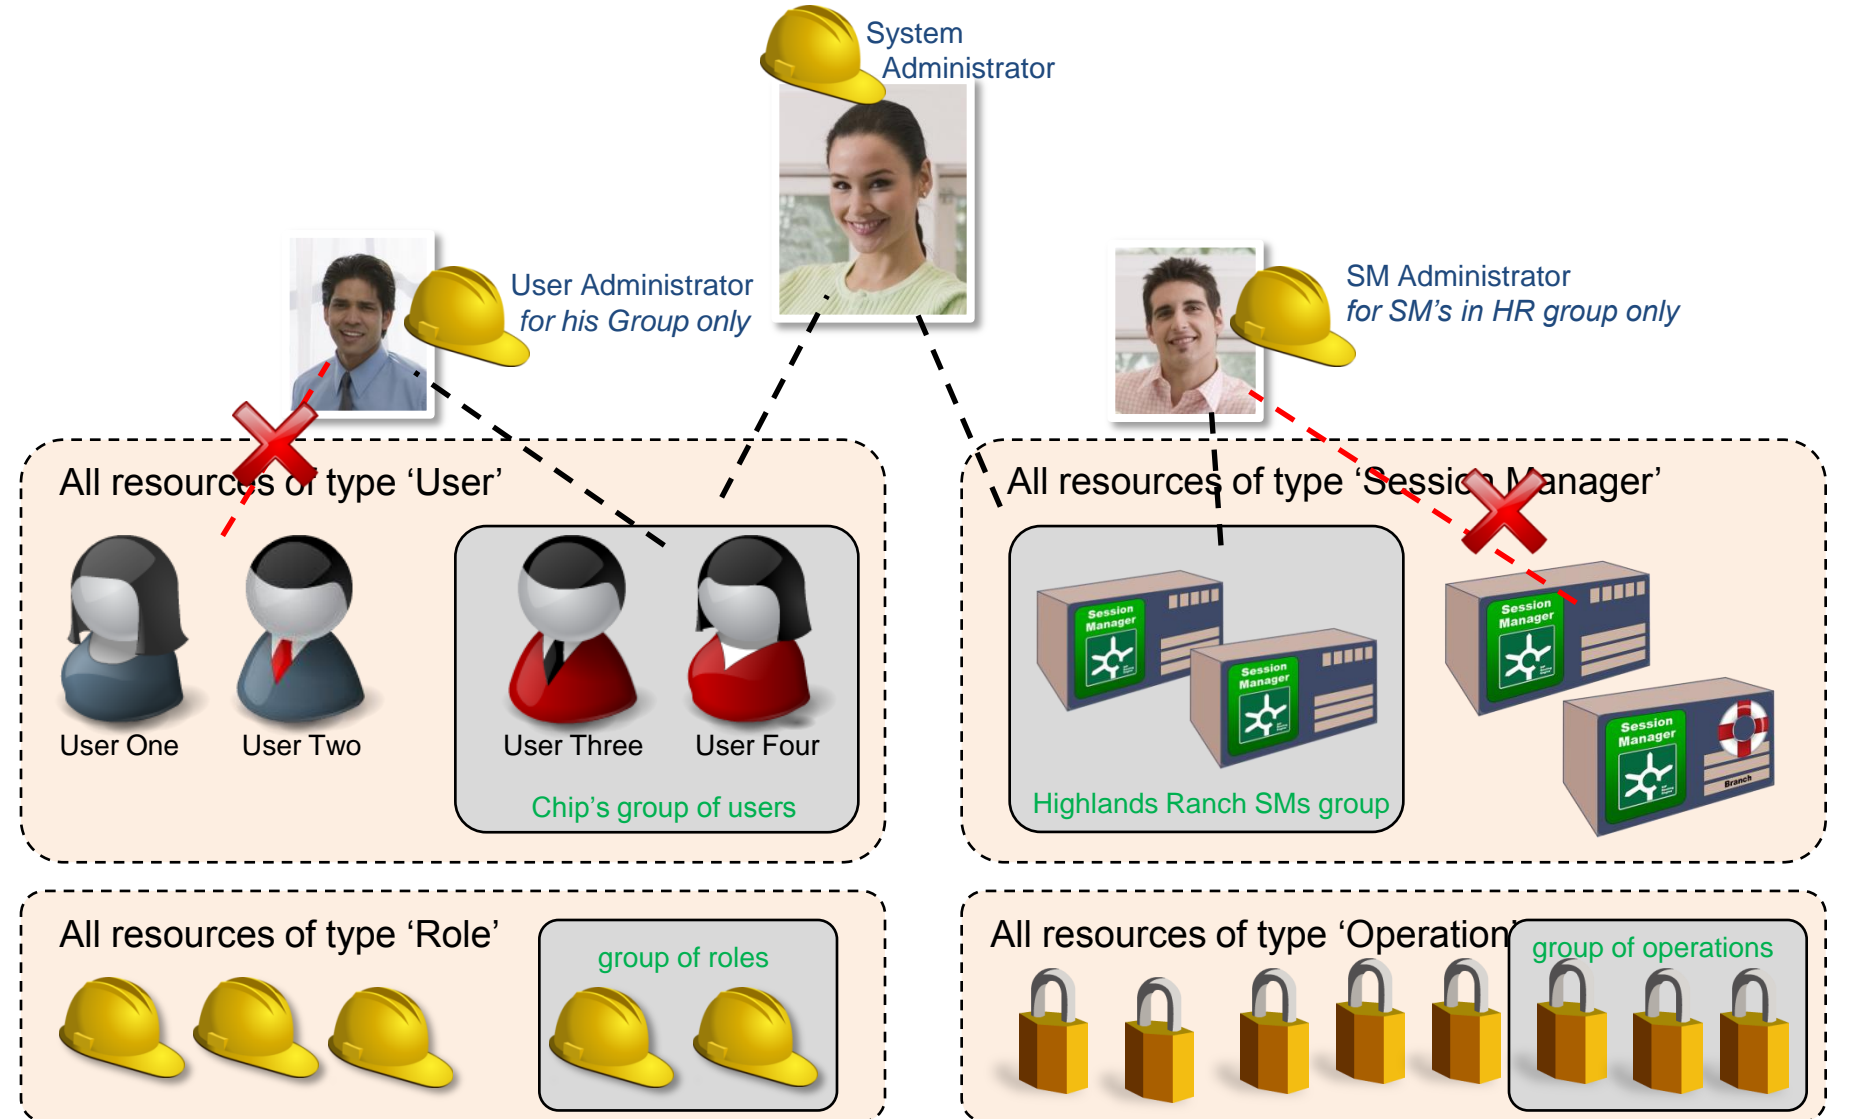 System
Administrator
User Administrator
for his Group only
SM Administrator
for SM's in HR group only
All resources of type ‘User’
User One
User Two
User Three
User Four
Chip’s group of users
All resources of type ‘Session Manager’
Session
Manager
Session
Manager
Highlands Ranch SMs group
Session
Manager
Session
Manager
Branch
All resources of type ‘Role’
group of roles
All resources of type ‘Operation’
group of operations